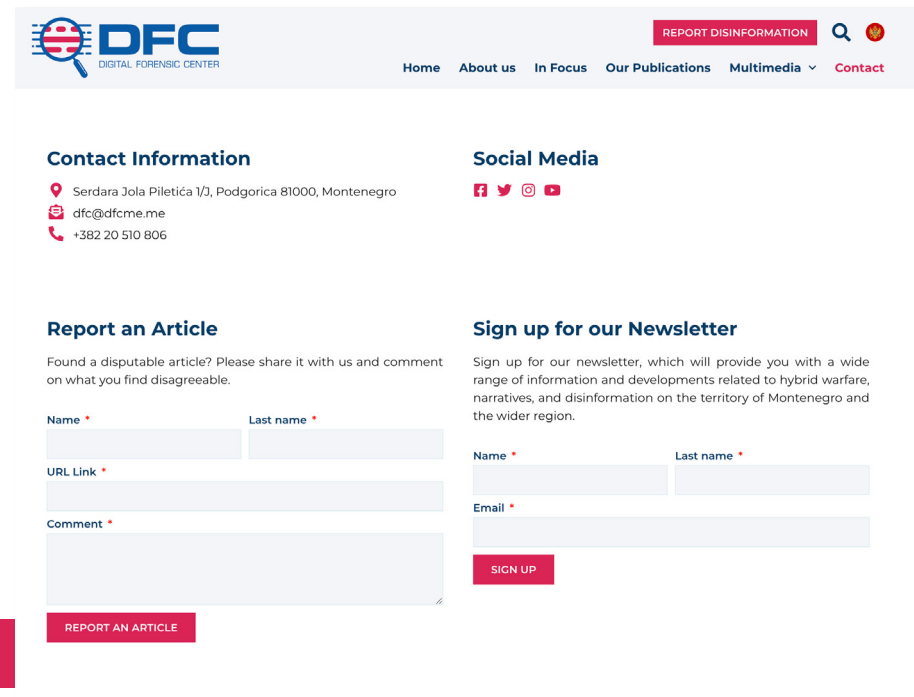 DFC
DIGITAL FORENSIC CENTER
REPORT DISINFORMATION
Home About us In Focus Our Publications Multimedia Contact
Contact Information
Serdara Jola Piletića 1/J, Podgorica 81000, Montenegro
dfc@dfcme.me
+382 20 510 806
Social Media
Report an Article
Found a disputable article? Please share it with us and comment
on what you find disagreeable.
Name * Last name *
URL Link *
Comment *
REPORT AN ARTICLE
Sign up for our Newsletter
Sign up for our newsletter, which will provide you with a wide
range of information and developments related to hybrid warfare,
narratives, and disinformation on the territory of Montenegro and
the wider region.
Name * Last name *
Email *
SIGN UP